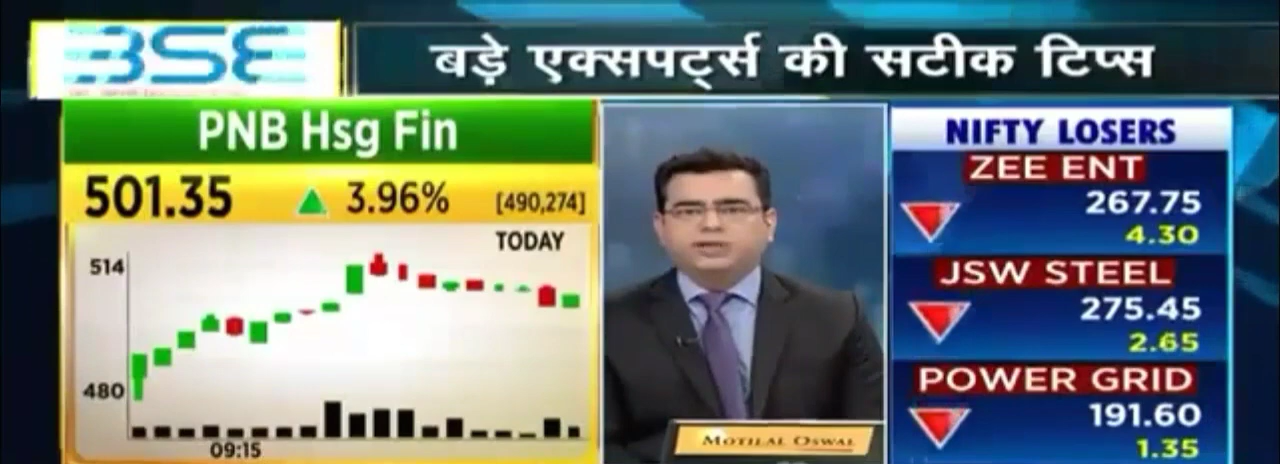 BSE
बड़े एक्सपर्ट्स की सटीक टिप्स
PNB Hsg Fin
501.35 3.96% [490,274]
TODAY
514
480
09:15
MOTILAL OSWAL
NIFTY LOSERS
ZEE ENT
267.75
4.30
JSW STEEL
275.45
2.65
POWER GRID
191.60
1.35